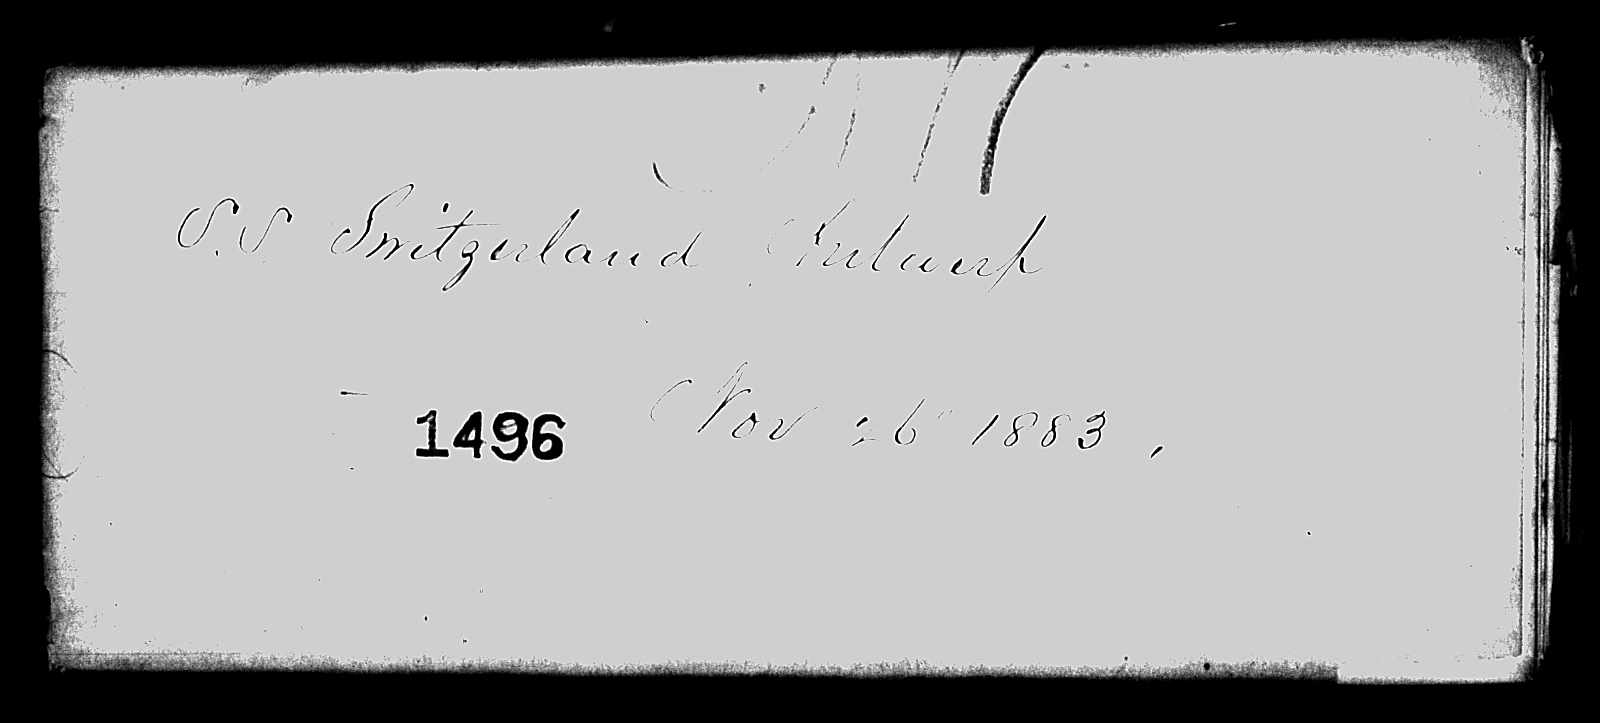 S.S. Switzerland Antwerp
1496 Nov 26 1883,